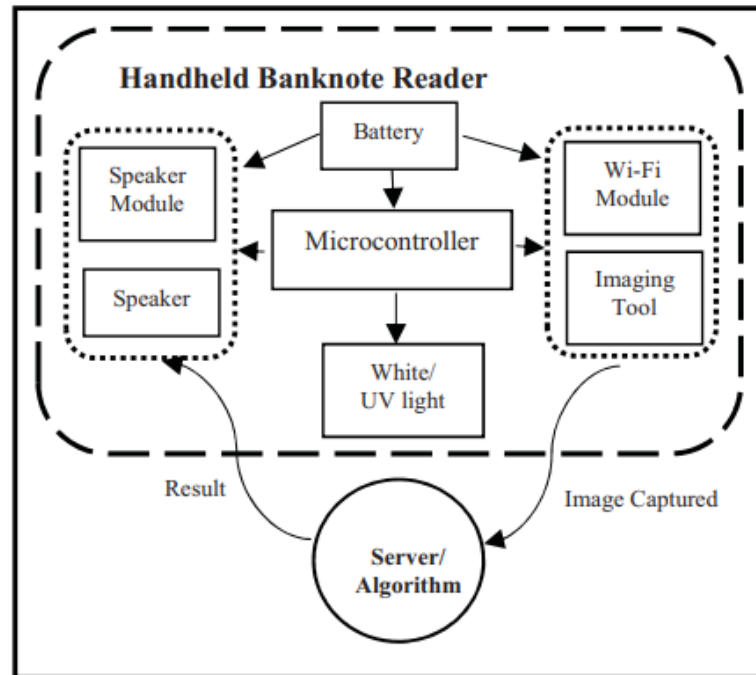 Handheld Banknote Reader
Battery
Speaker
Module
Wi-Fi
Module
Microcontroller
Speaker
Imaging
Tool
White/
UV light
Result
Image Captured
Server/
Algorithm